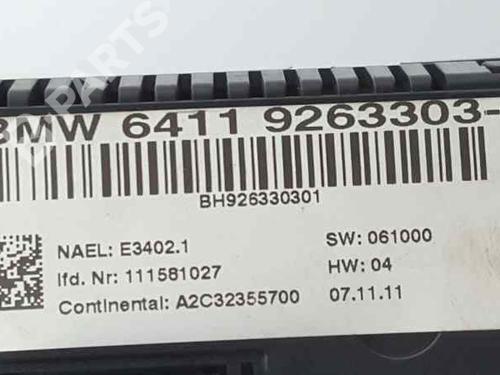 BMW 6411 9263303-
BH926330301
NAEL: E3402.1
SW: 061000
lfd. Nr: 111581027
HW: 04
Continental: A2C32355700
07.11.11
PARTS